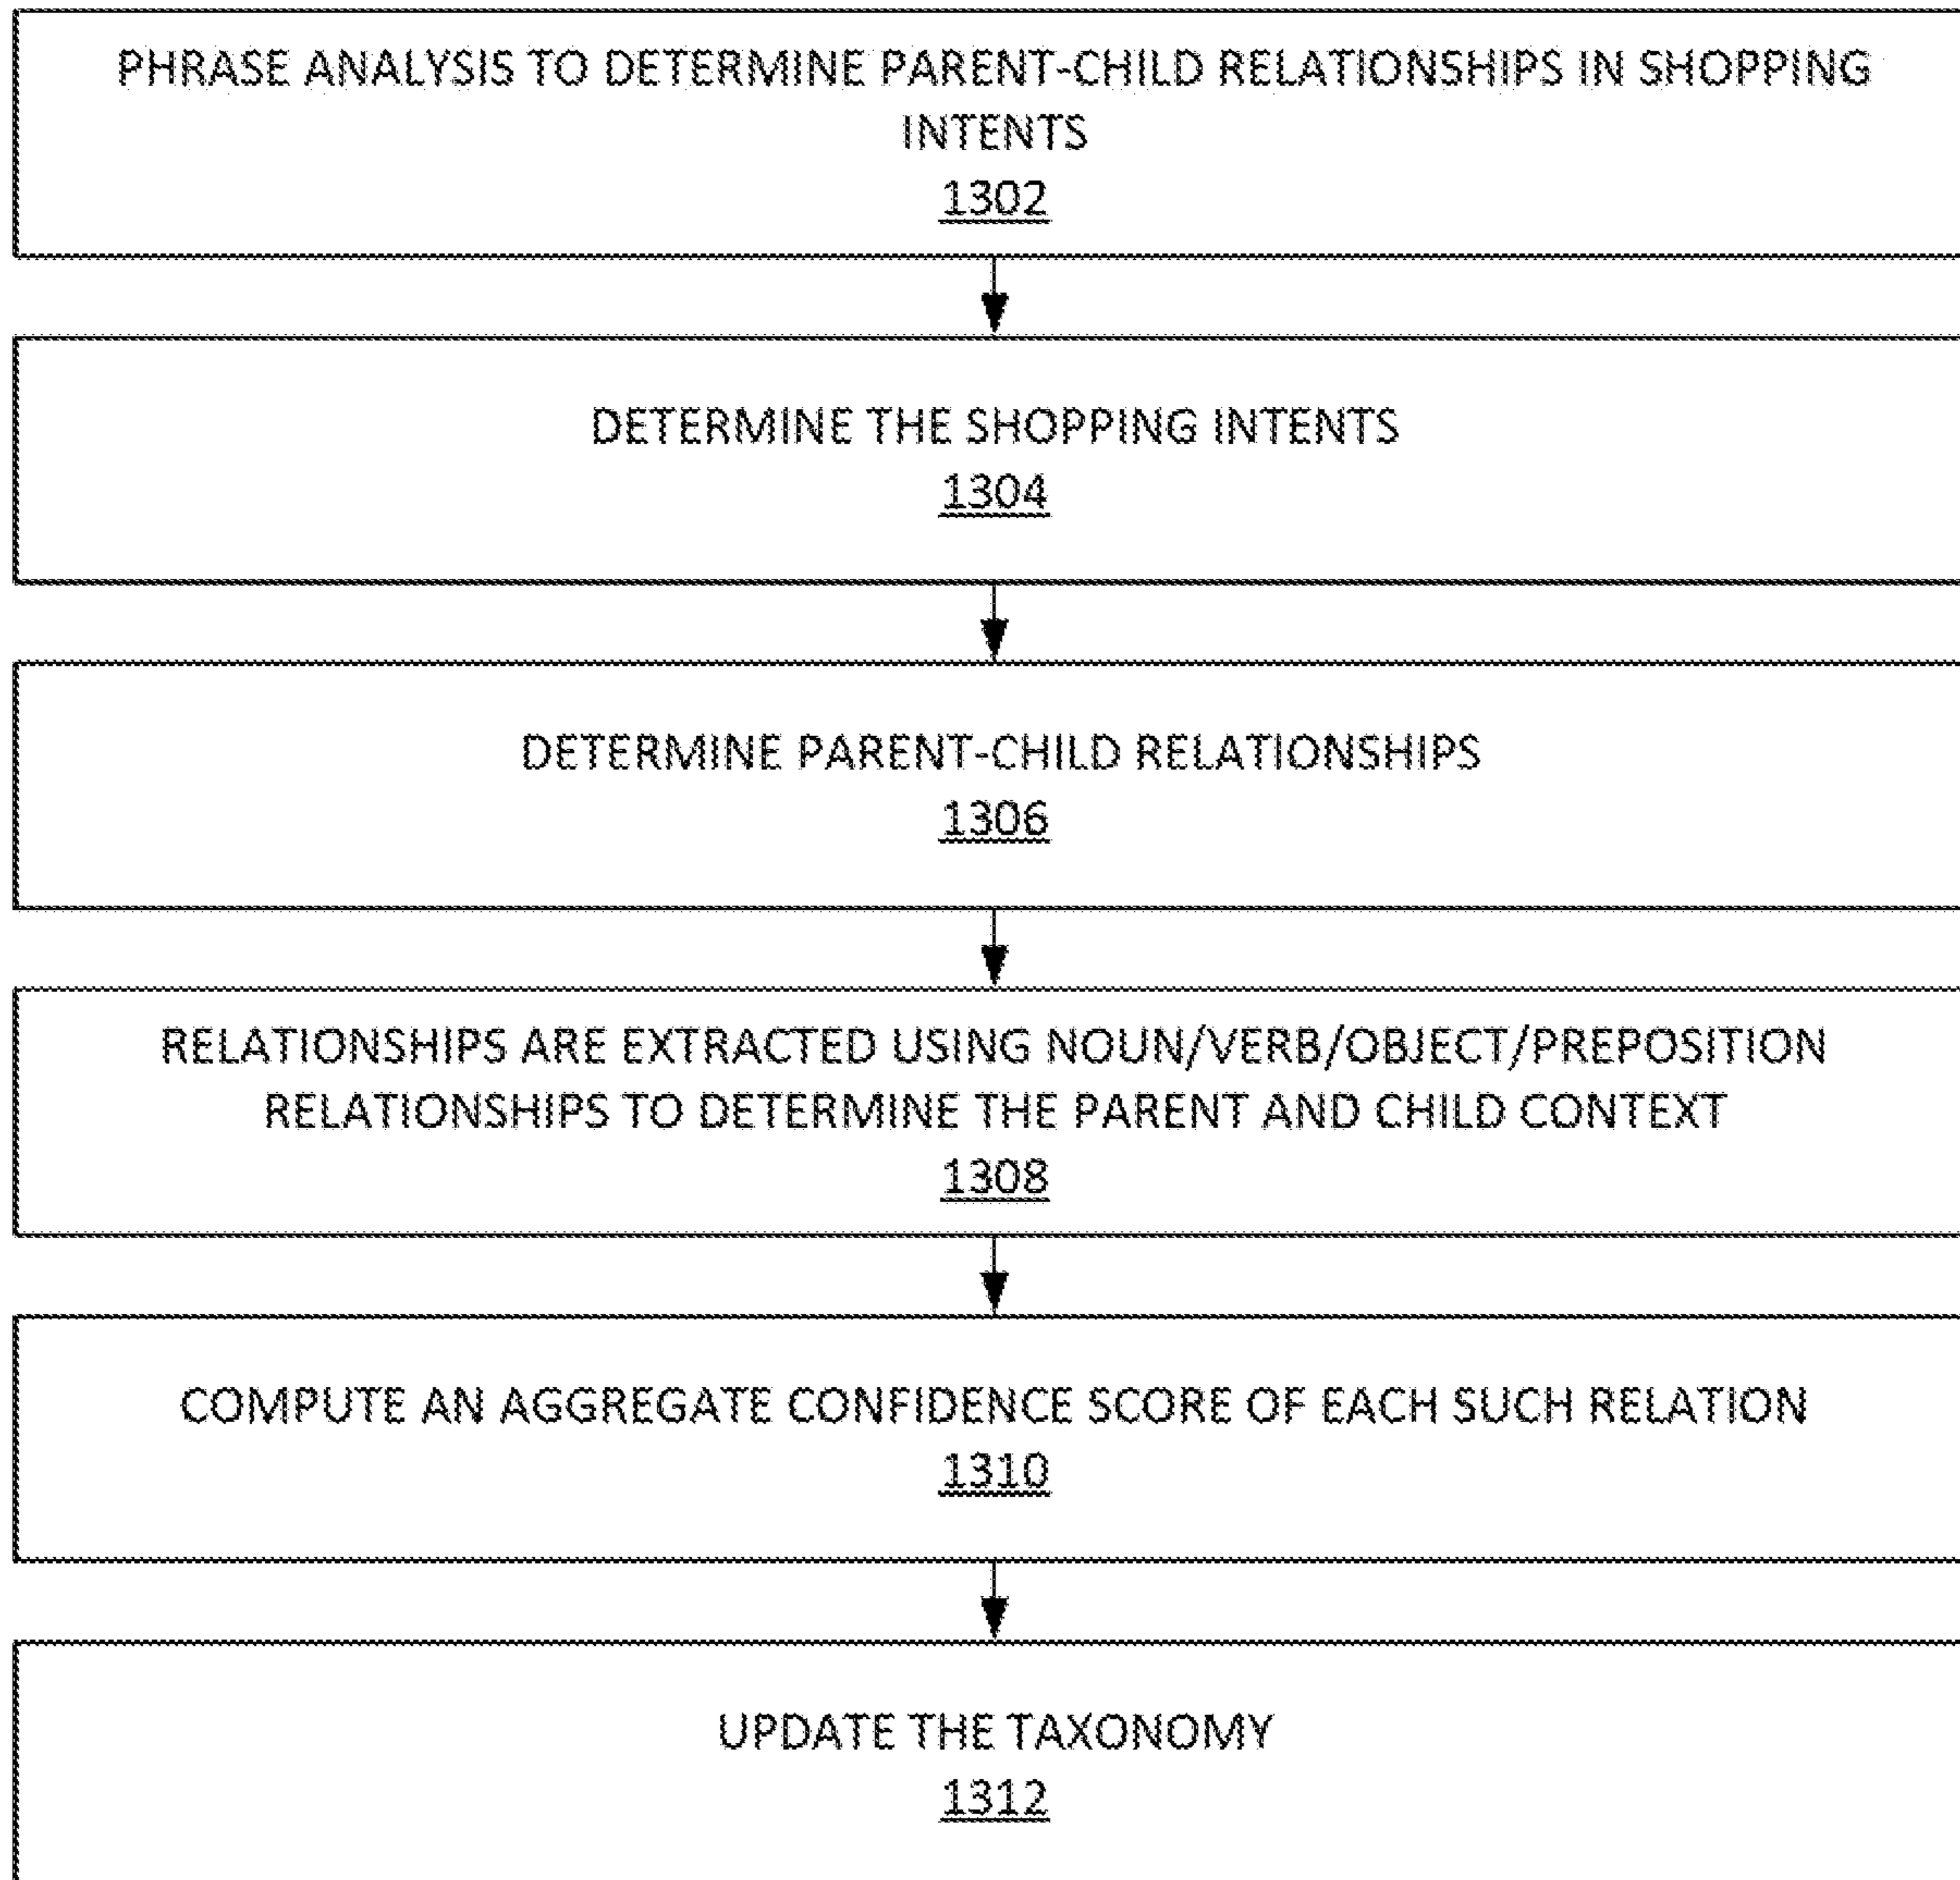 PHRASE ANALYSIS TO DETERMINE PARENT-CHILD RELATIONSHIPS IN SHOPPING
INTENTS
1302
DETERMINE THE SHOPPING INTENTS
1304
DETERMINE PARENT-CHILD RELATIONSHIPS
1306
RELATIONSHIPS ARE EXTRACTED USING NOUN/VERB/OBJECT/PREPOSITION
RELATIONSHIPS TO DETERMINE THE PARENT AND CHILD CONTEXT
1308
COMPUTE AN AGGREGATE CONFIDENCE SCORE OF EACH SUCH RELATION
1310
UPDATE THE TAXONOMY
1312